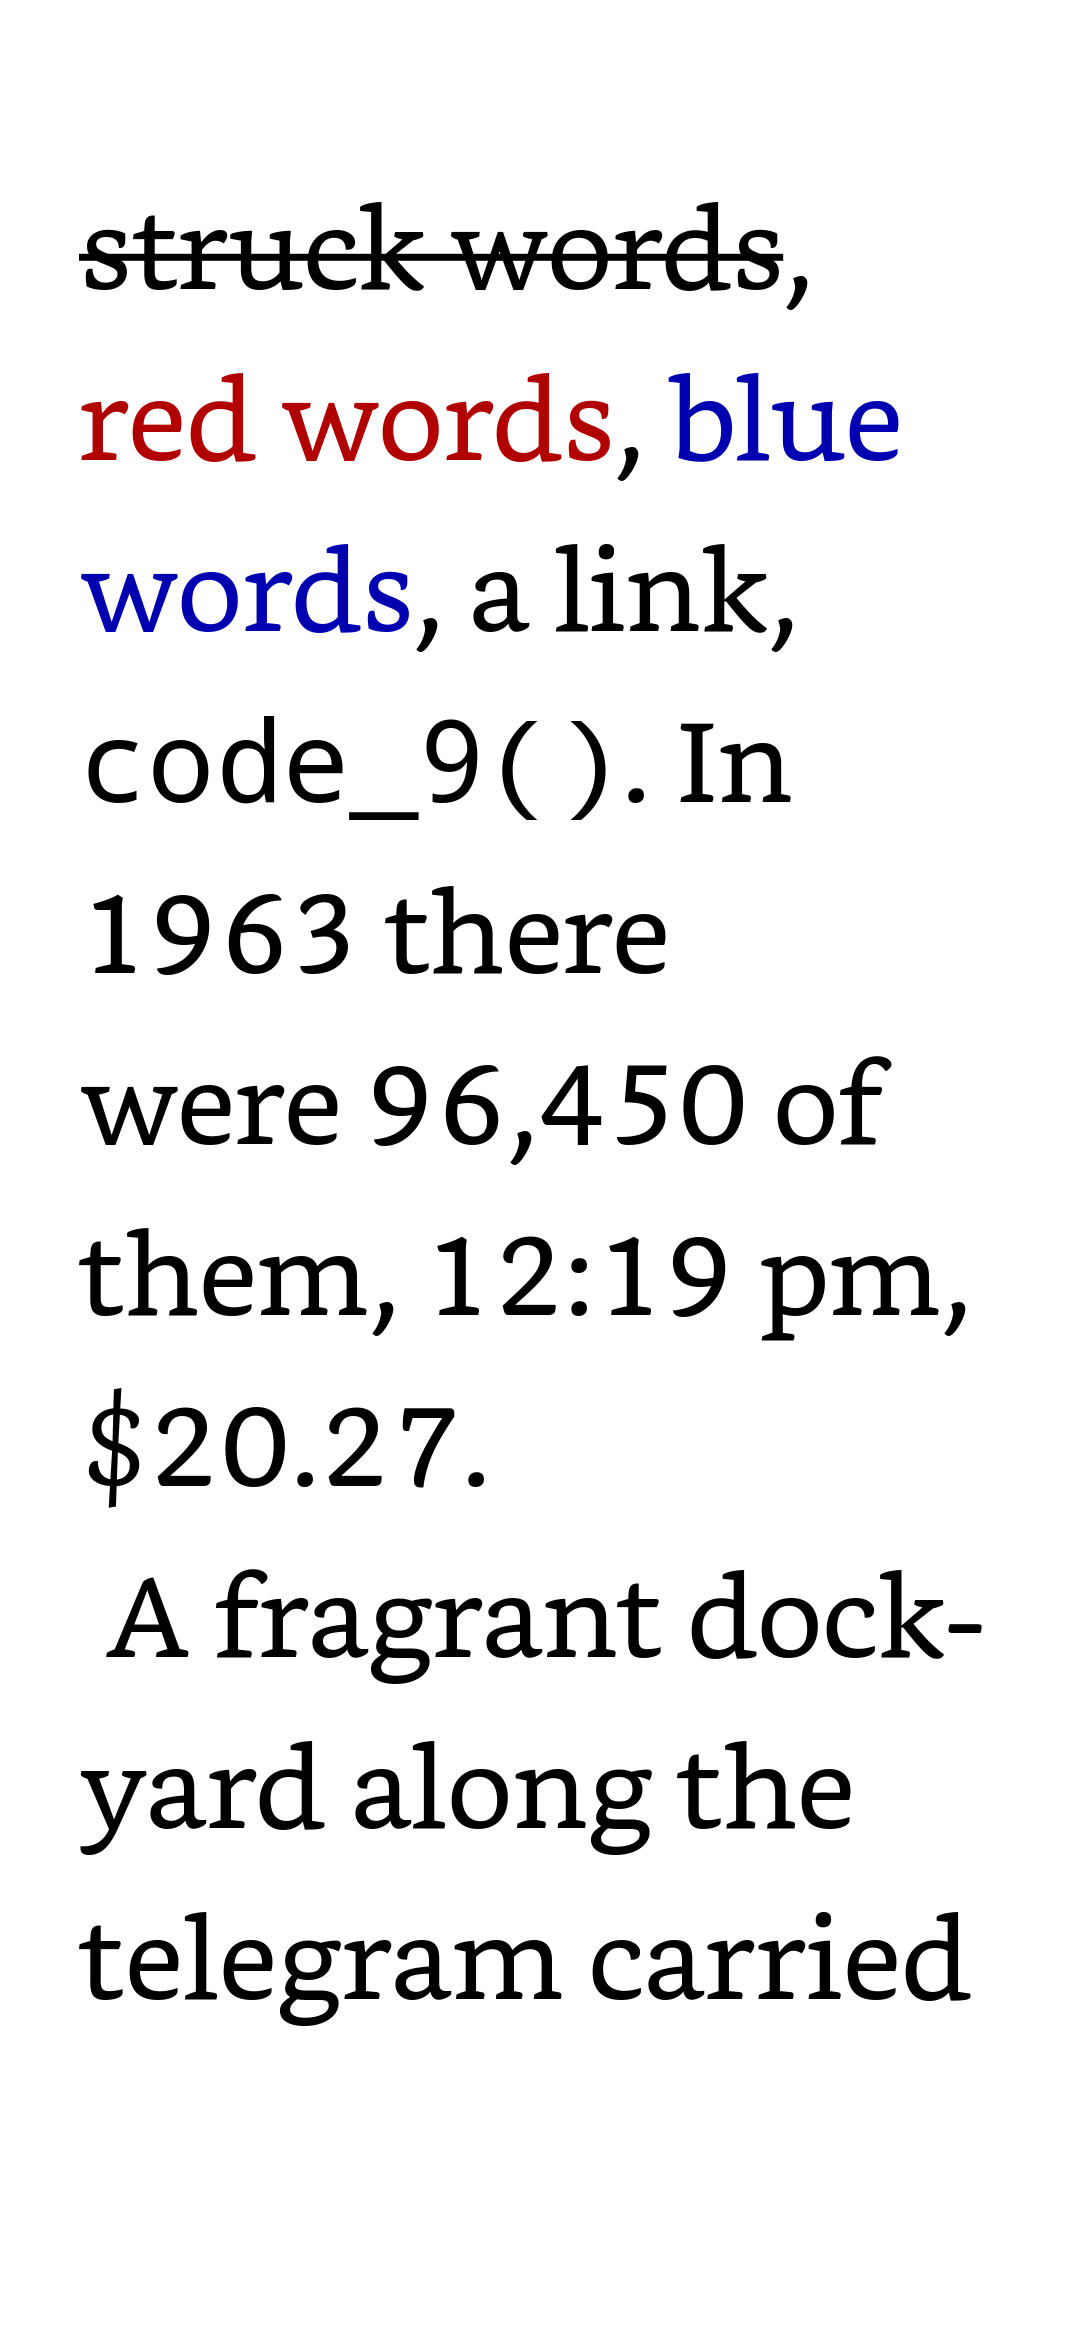 struck words,
red words, blue
words, a link,
code_9(). In
1963 there
were 96,450 of
them, 12:19 pm,
$20.27.
A fragrant dock-
yard along the
telegram carried